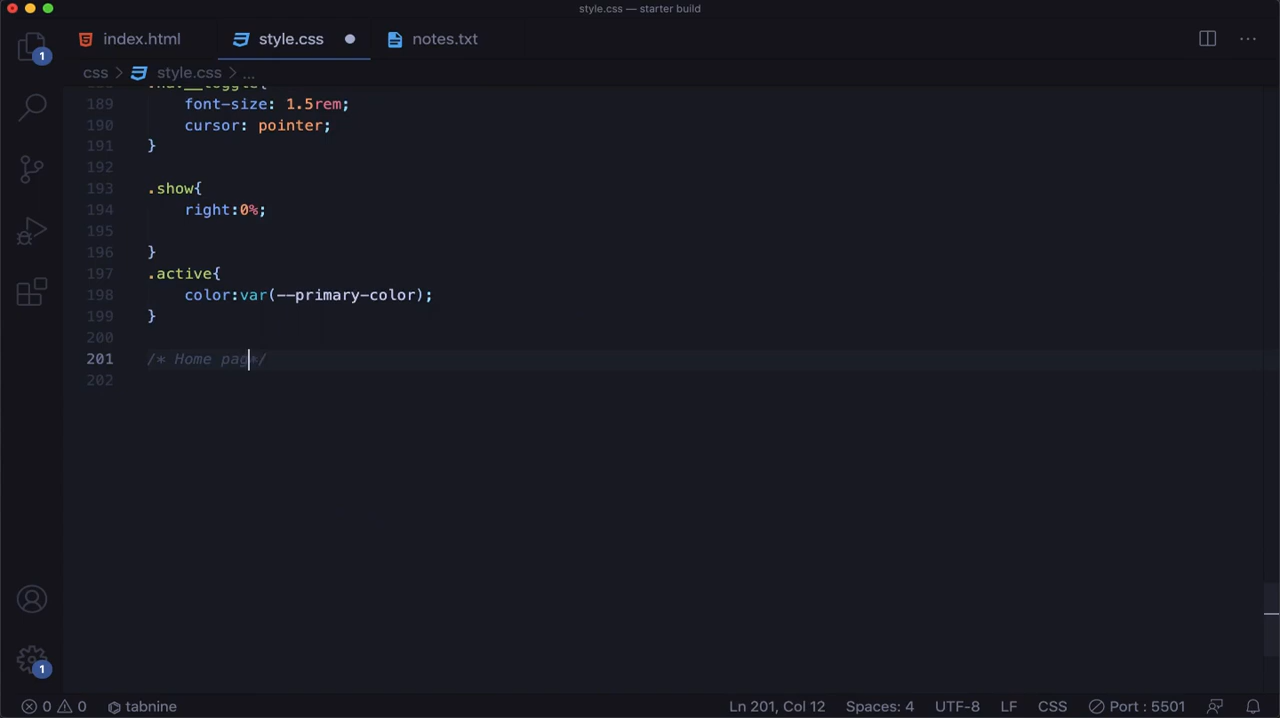 style.css — starter build
index.html style.css notes.txt
css style.css ...
189 font-size: 1.5rem;
190 cursor: pointer;
191 }
192
193 .show{
194 right:0%;
195
196 }
197 .active{
198 color:var(--primary-color);
199 }
200
201 /* Home pag*/
202
1
1
0 0 tabnine Ln 201, Col 12 Spaces: 4 UTF-8 LF CSS Port : 5501